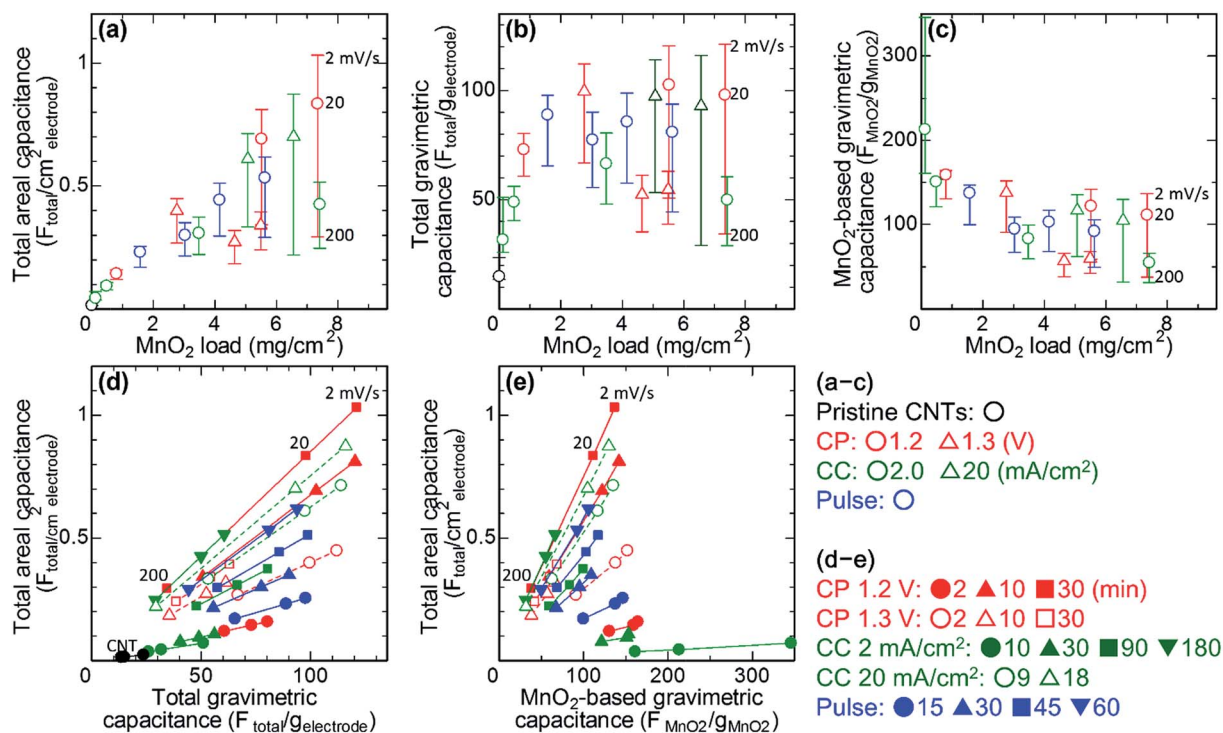 (a)
Total areal capacitance
(F_total/cm²_electrode)
1
0.5
0
0 2 4 6 8
MnO₂ load (mg/cm²)
2 mV/s
20
200
(b)
Total gravimetric
capacitance (F_total/g_electrode)
100
50
0
0 2 4 6 8
MnO₂ load (mg/cm²)
2 mV/s
20
200
(c)
MnO₂-based gravimetric
capacitance (F_MnO2/g_MnO2)
300
200
100
0 2 4 6 8
MnO₂ load (mg/cm²)
2 mV/s
20
200
(d)
Total areal capacitance
(F_total/cm²_electrode)
1
0.5
0
0 50 100
Total gravimetric
capacitance (F_total/g_electrode)
2 mV/s
20
200
CNT
(e)
Total areal capacitance
(F_total/cm²_electrode)
1
0.5
0
0 100 200 300
MnO₂-based gravimetric
capacitance (F_MnO2/g_MnO2)
2 mV/s
20
200
(a−c)
Pristine CNTs: ○
CP: ○1.2 △1.3 (V)
CC: ○2.0 △20 (mA/cm²)
Pulse: ○
(d−e)
CP 1.2 V: ●2 ▲10 ■30 (min)
CP 1.3 V: ○2 △10 □30
CC 2 mA/cm²: ●10 ▲30 ■90 ▼180
CC 20 mA/cm²: ○9 △18
Pulse: ●15 ▲30 ■45 ▼60